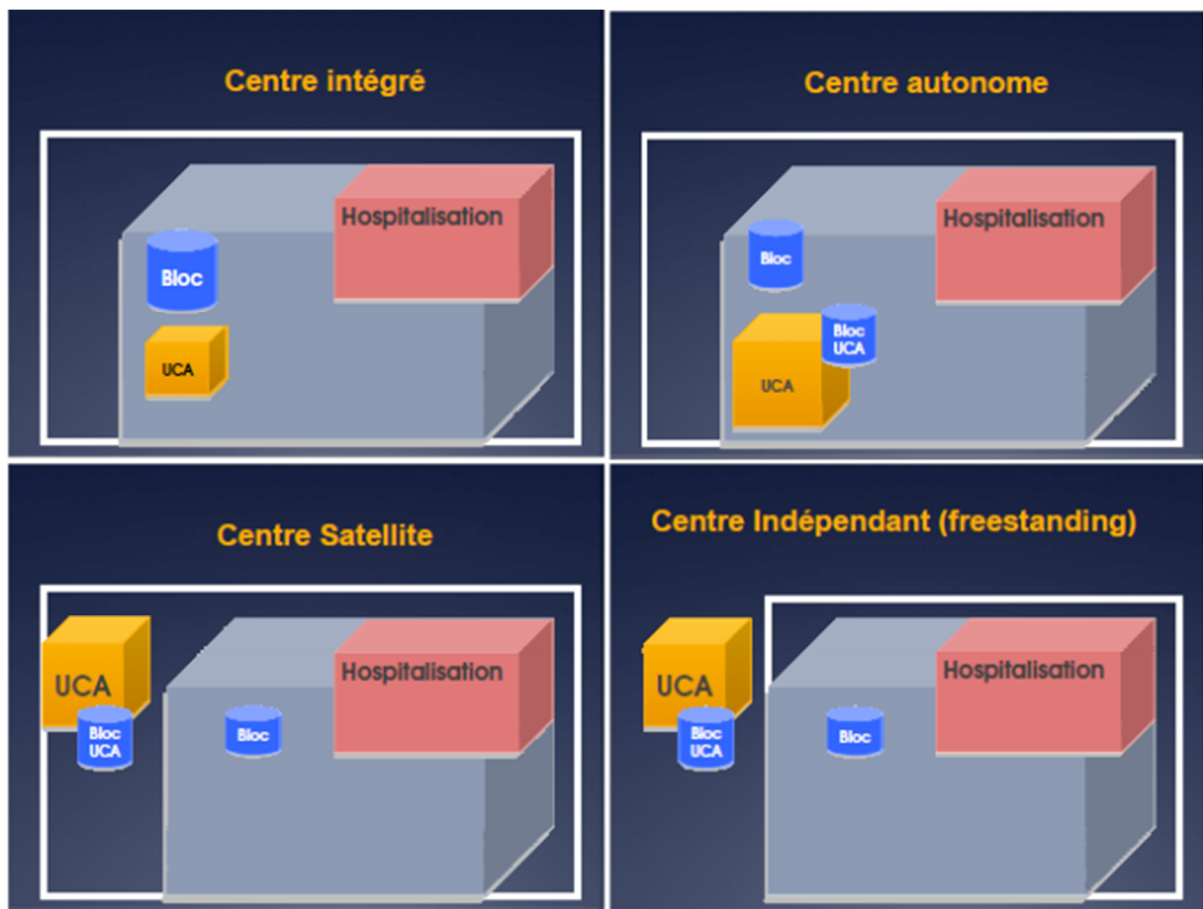 Centre intégré
Hospitalisation
Bloc
UCA
Centre autonome
Hospitalisation
Bloc
Bloc
UCA
UCA
Centre Satellite
Hospitalisation
UCA
Bloc
UCA
Bloc
Centre Indépendant (freestanding)
Hospitalisation
UCA
Bloc
UCA
Bloc